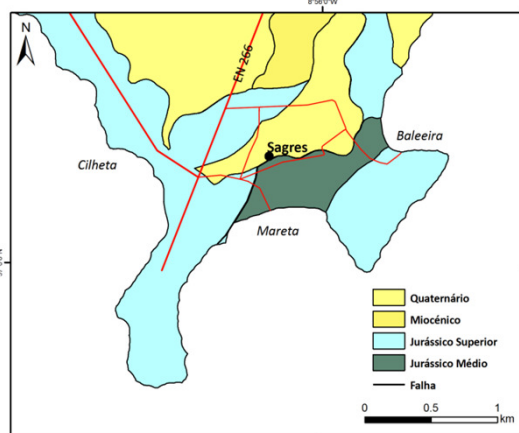 8°56'0"W
N
EN 266
Sagres
Baleeira
Cilheta
Mareta
Quaternário
Miocénico
Jurássico Superior
Jurássico Médio
Falha
0 0.5 1
km